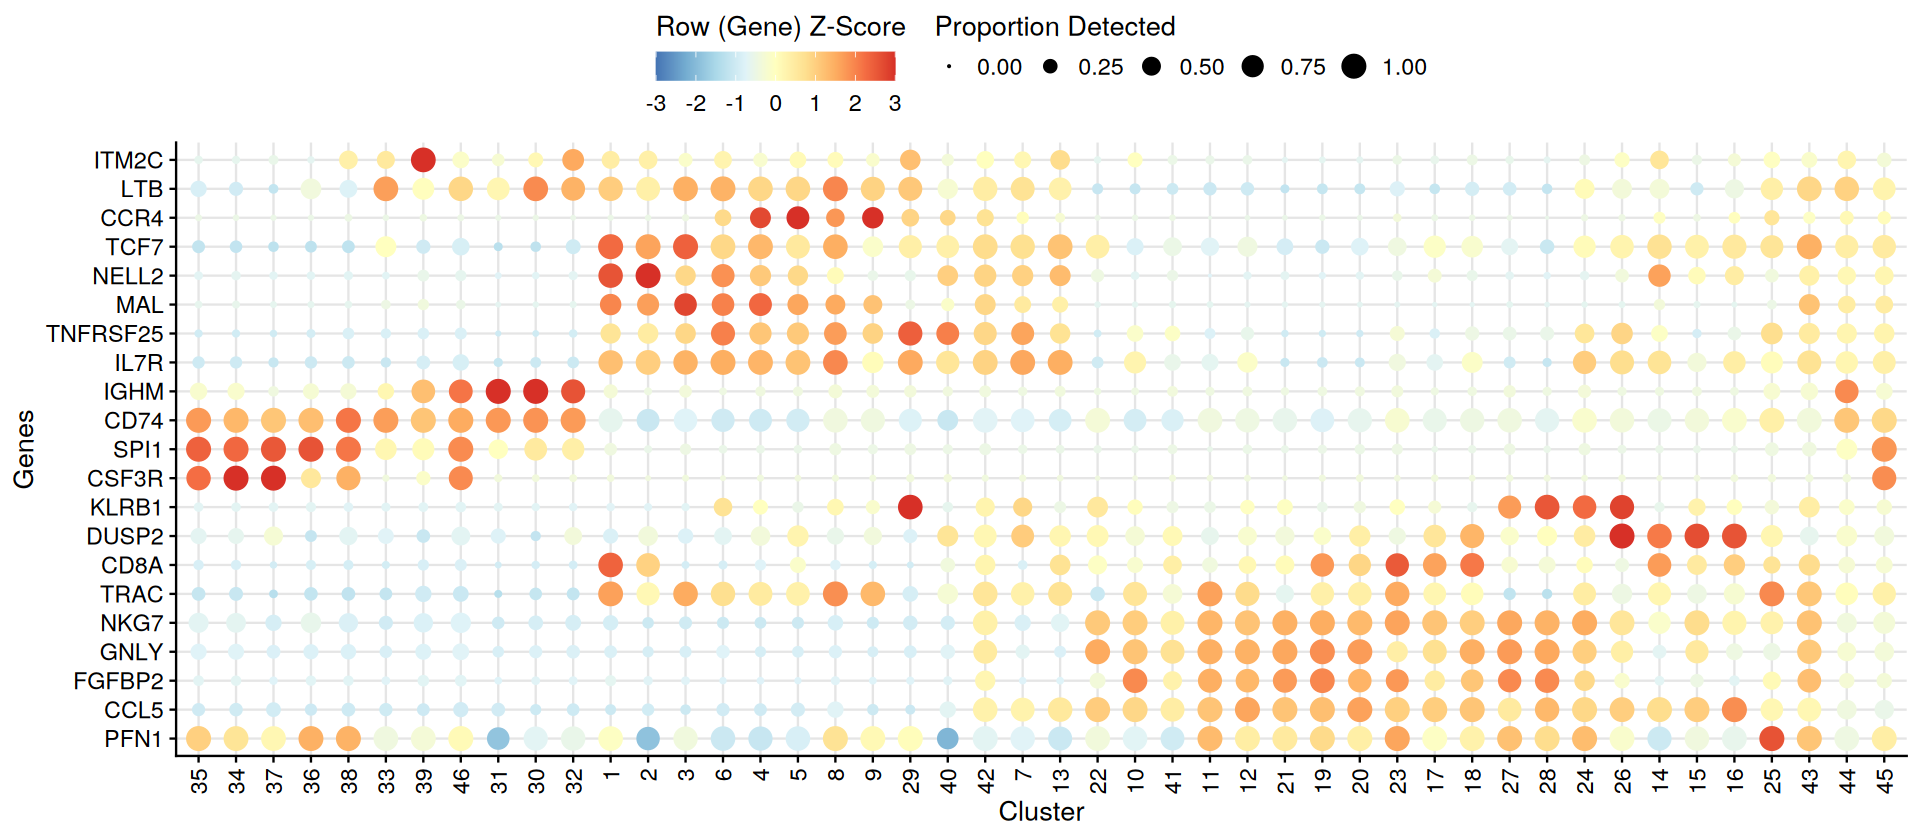 Row (Gene) Z-Score
-3 -2 -1 0 1 2 3
Proportion Detected
0.00 0.25 0.50 0.75 1.00
Genes
ITM2C
LTB
CCR4
TCF7
NELL2
MAL
TNFRSF25
IL7R
IGHM
CD74
SPI1
CSF3R
KLRB1
DUSP2
CD8A
TRAC
NKG7
GNLY
FGFBP2
CCL5
PFN1
35 34 37 36 38 33 39 46 31 30 32 1 2 3 6 4 5 8 9 29 40 42 7 13 22 10 41 11 12 21 19 20 23 17 18 27 28 24 26 14 15 16 25 43 44 45
Cluster